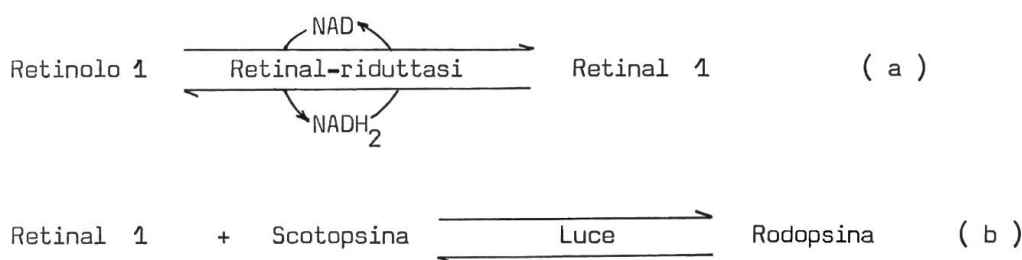 NAD
Retinolo 1 Retinal-riduttasi Retinal 1 ( a )
NADH2
Retinal 1 + Scotopsina Luce Rodopsina ( b )